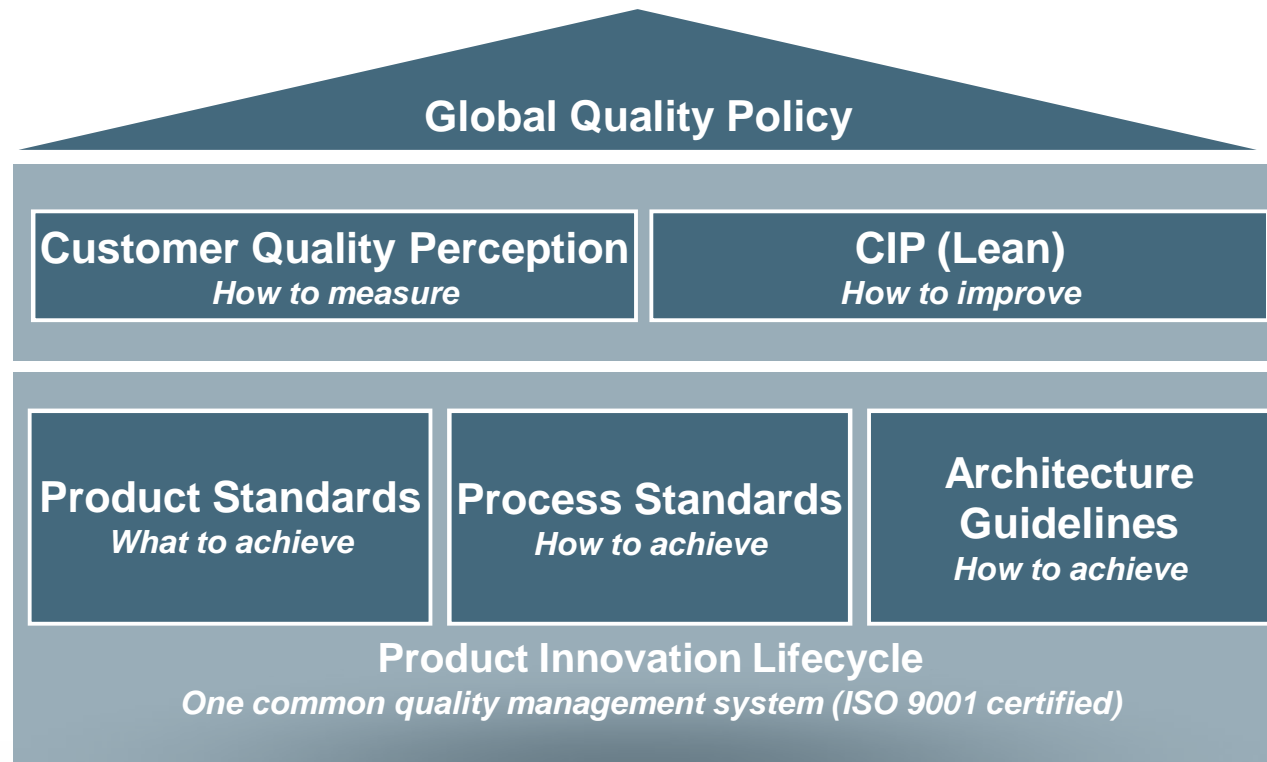 Global Quality Policy
Customer Quality Perception
How to measure
CIP (Lean)
How to improve
Product Standards
What to achieve
Process Standards
How to achieve
Architecture
Guidelines
How to achieve
Product Innovation Lifecycle
One common quality management system (ISO 9001 certified)